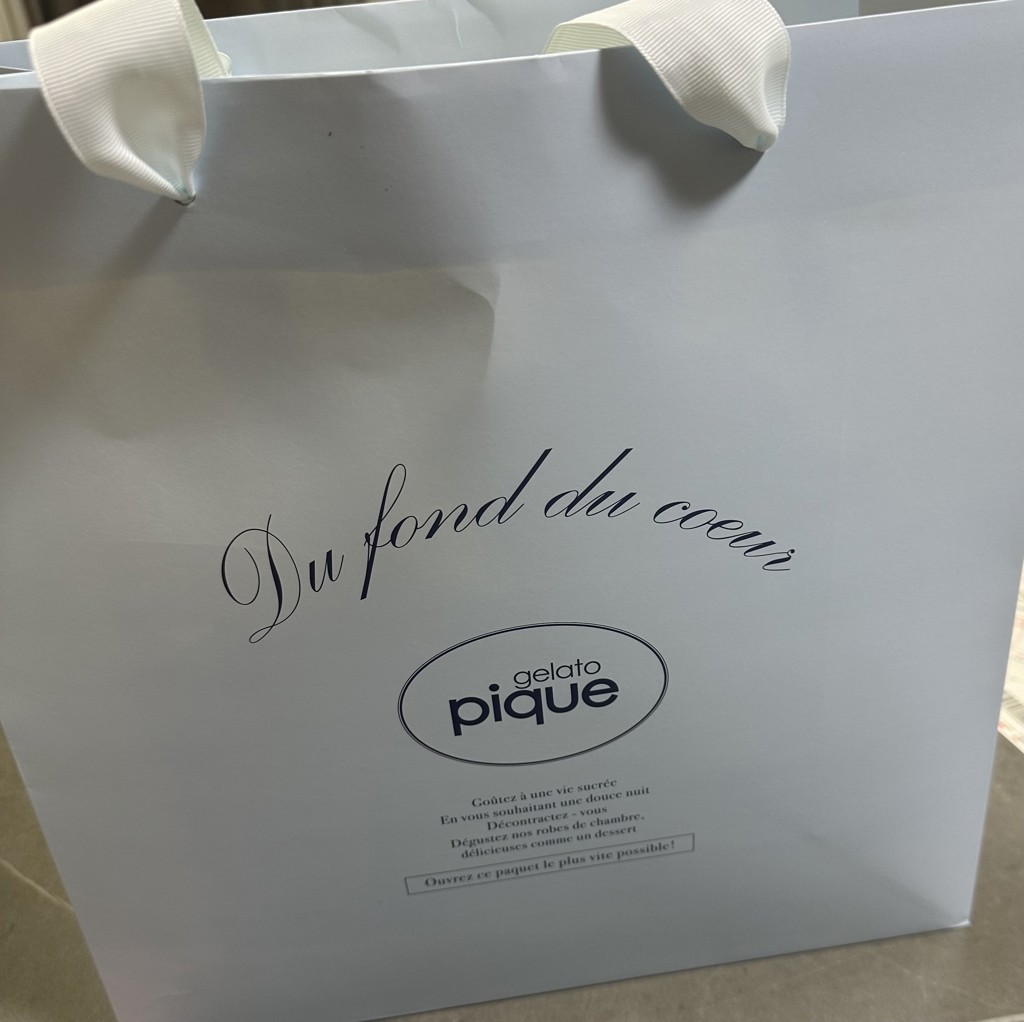 Du fond du coeur
gelato
pique
Goûtez à une vie sucrée
En vous souhaitant une douce nuit
Décontractez - vous
Dégustez nos robes de chambre,
délicieuses comme un dessert
Ouvrez ce paquet le plus vite possible!